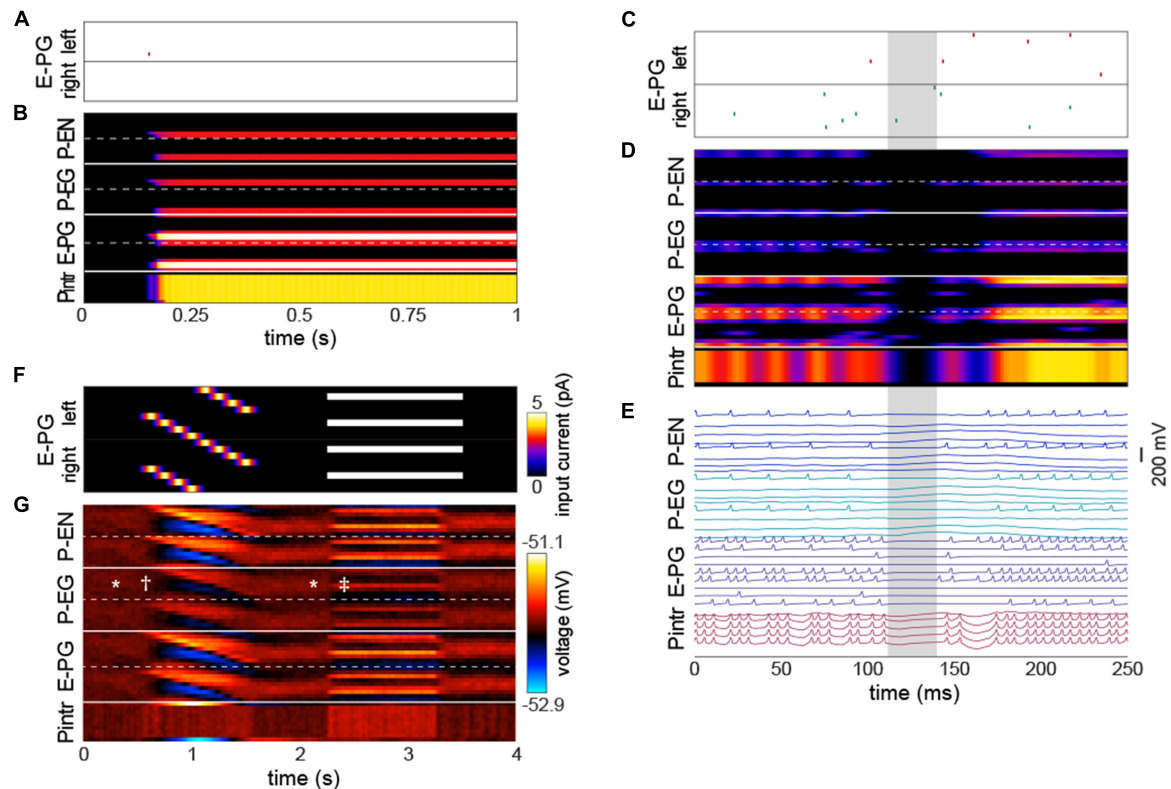 A
E-PG
left
right
B
P-EN
P-EG
E-PG
Pintr
0.25
0.5
0.75
1
time (s)
C
E-PG
left
right
D
P-EN
P-EG
E-PG
Pintr
E
P-EN
P-EG
E-PG
Pintr
200 mV
0
50
100
150
200
250
time (ms)
F
E-PG
left
right
5
0
input current (pA)
G
P-EN
P-EG
E-PG
Pintr
* † * ‡
-51.1
-52.9
voltage (mV)
0
1
2
3
4
time (s)